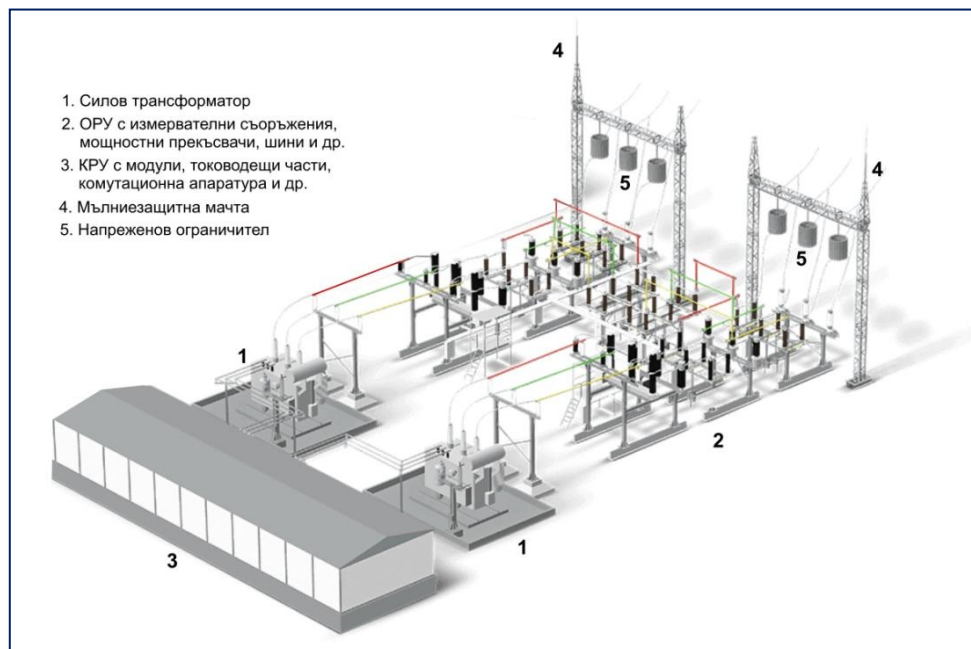 1. Силов трансформатор
2. ОРУ с измервателни съоръжения,
мощностни прекъсвачи, шини и др.
3. КРУ с модули, тоководещи части,
комутационна апаратура и др.
4. Мълниезащитна мачта
5. Напреженов ограничител
4
4
5
5
1
2
1
3